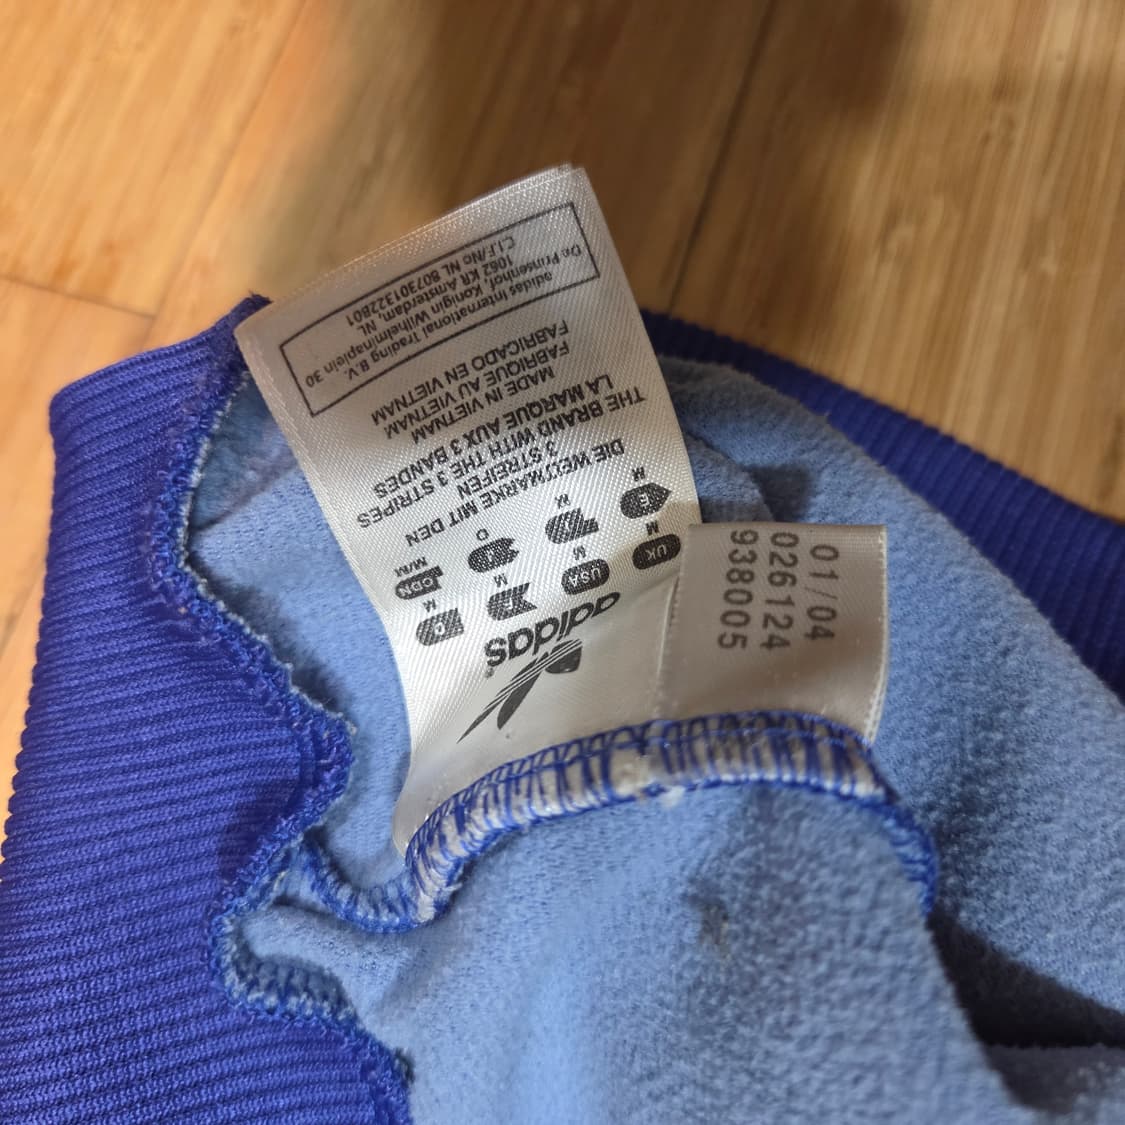 adidas
D
M
M
USA
M
UK
M
CDN
M/M
O
M
E
M
DIE WELTMARKE MIT DEN
3 STREIFEN
THE BRAND WITH THE 3 STRIPES
LA MARQUE AUX 3 BANDES
MADE IN VIETNAM
FABRIQUE AU VIETNAM
FABRICADO EN VIETNAM
adidas International Trading B.V.
De Prinsenhof, Konigin Wilhelminaplein 30
1062 KR Amsterdam, NL
C.I.F/No NL 807301322B01
01/04
026124
938005